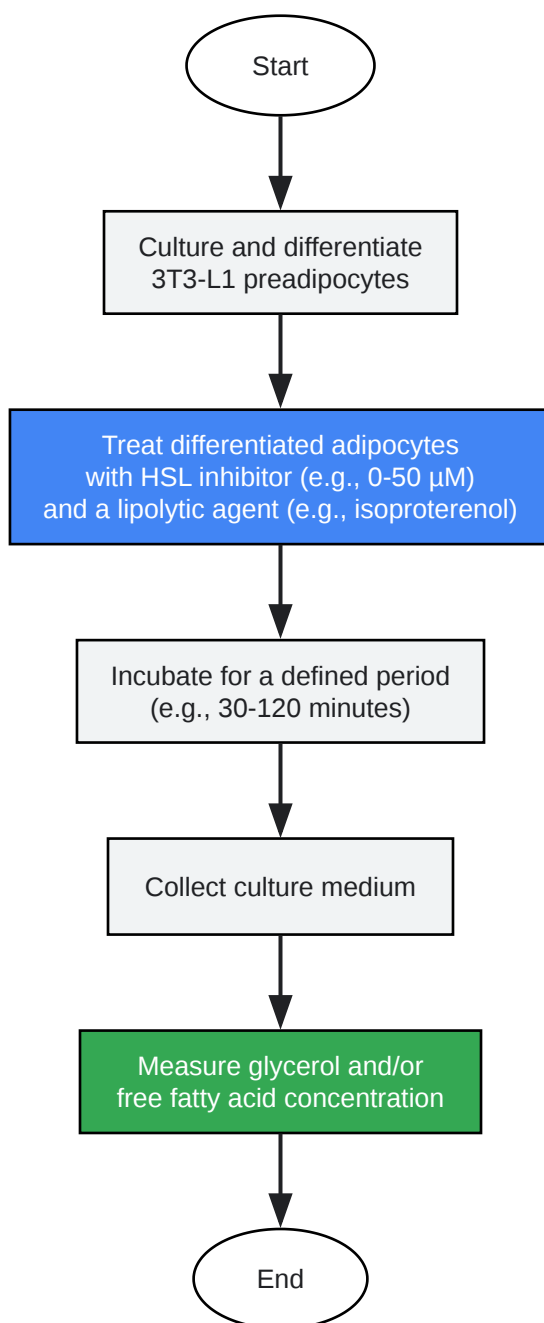 Start
Culture and differentiate
3T3-L1 preadipocytes
Treat differentiated adipocytes
with HSL inhibitor (e.g., 0-50 µM)
and a lipolytic agent (e.g., isoproterenol)
Incubate for a defined period
(e.g., 30-120 minutes)
Collect culture medium
Measure glycerol and/or
free fatty acid concentration
End